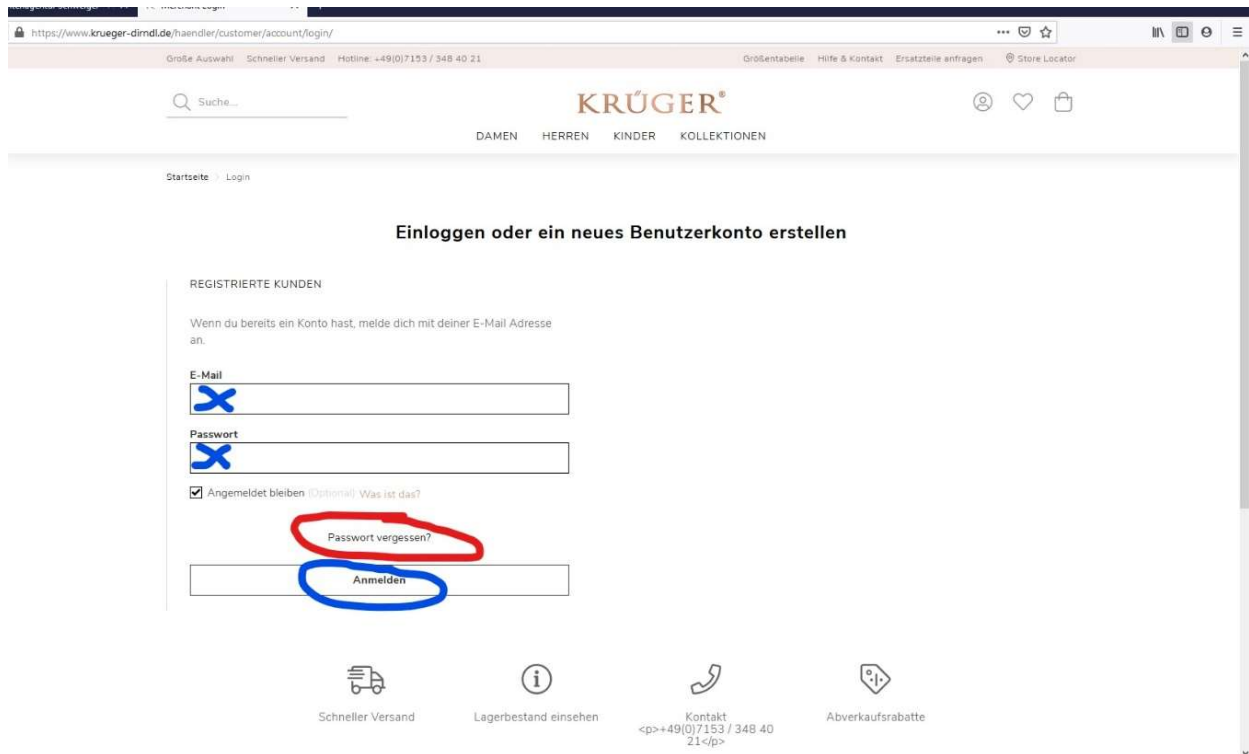 Merchant Login
https://www.krueger-dirndl.de/haendler/customer/account/login/
Große Auswahl Schneller Versand Hotline: +49(0)7153 / 348 40 21 Größentabelle Hilfe & Kontakt Ersatzteile anfragen Store Locator
Suche...
KRÜGER®
DAMEN HERREN KINDER KOLLEKTIONEN
Startseite > Login
Einloggen oder ein neues Benutzerkonto erstellen
REGISTRIERTE KUNDEN
Wenn du bereits ein Konto hast, melde dich mit deiner E-Mail Adresse
an.
E-Mail
Passwort
Angemeldet bleiben (Optional) Was ist das?
Passwort vergessen?
Anmelden
Schneller Versand Lagerbestand einsehen Kontakt Abverkaufsrabatte
<p>+49(0)7153 / 348 40
21</p>